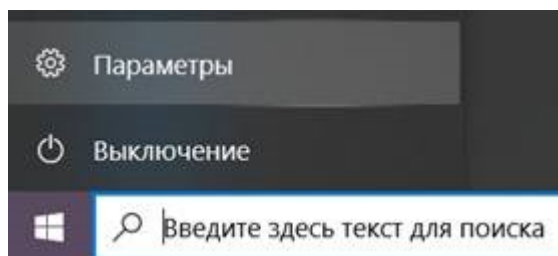 Параметры
Выключение
Введите здесь текст для поиска